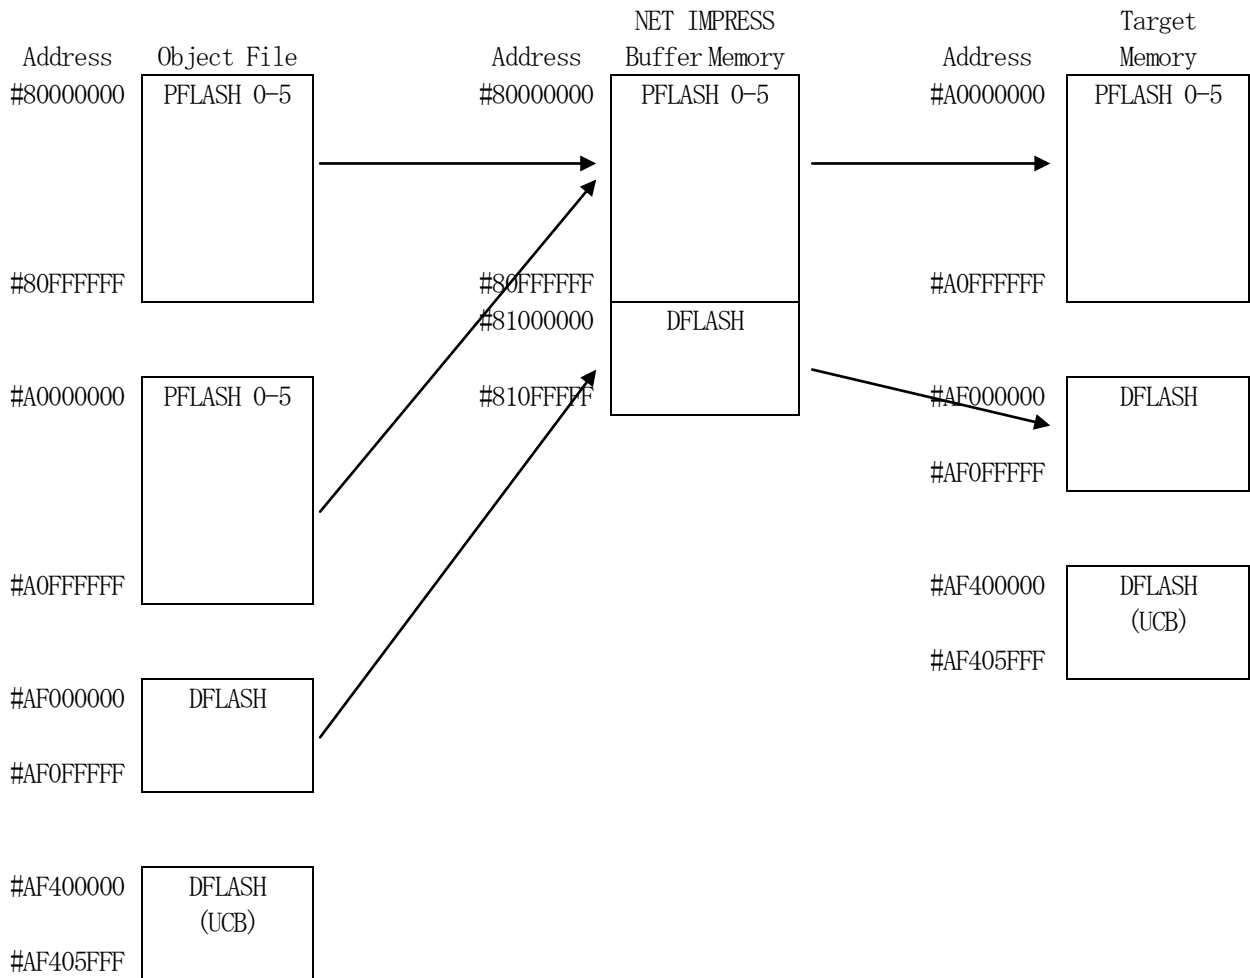 NET IMPRESS Target
Address Object File Address Buffer Memory Address Memory
#80000000 PFLASH 0-5 #80000000 PFLASH 0-5 #A0000000 PFLASH 0-5
#80FFFFFF #80FFFFFF #A0FFFFFF
#81000000 DFLASH
#A0000000 PFLASH 0-5 #810FFFFF #AF000000 DFLASH
#AF0FFFFF
#A0FFFFFF #AF400000 DFLASH
(UCB)
#AF405FFF
#AF000000 DFLASH
#AF0FFFFF
#AF400000 DFLASH
(UCB)
#AF405FFF